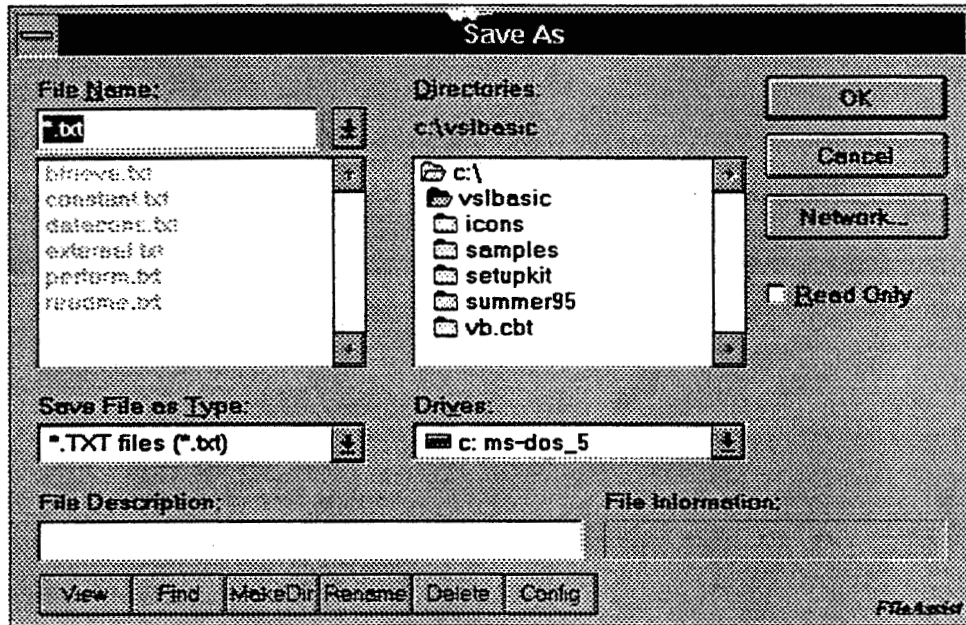 Save As
File Name:
*.txt
btrieve.txt
constant.txt
datacons.txt
external.txt
perform.txt
readme.txt
Save File as Type:
*.TXT files (*.txt)
Directories:
c:\vslbasic
c:\
vslbasic
icons
samples
setupkit
summer95
vb.cbt
Drives:
c: ms-dos_5
OK
Cancel
Network...
Read Only
File Description:
File Information:
View Find MakeDir Rename Delete Config
FileAssist